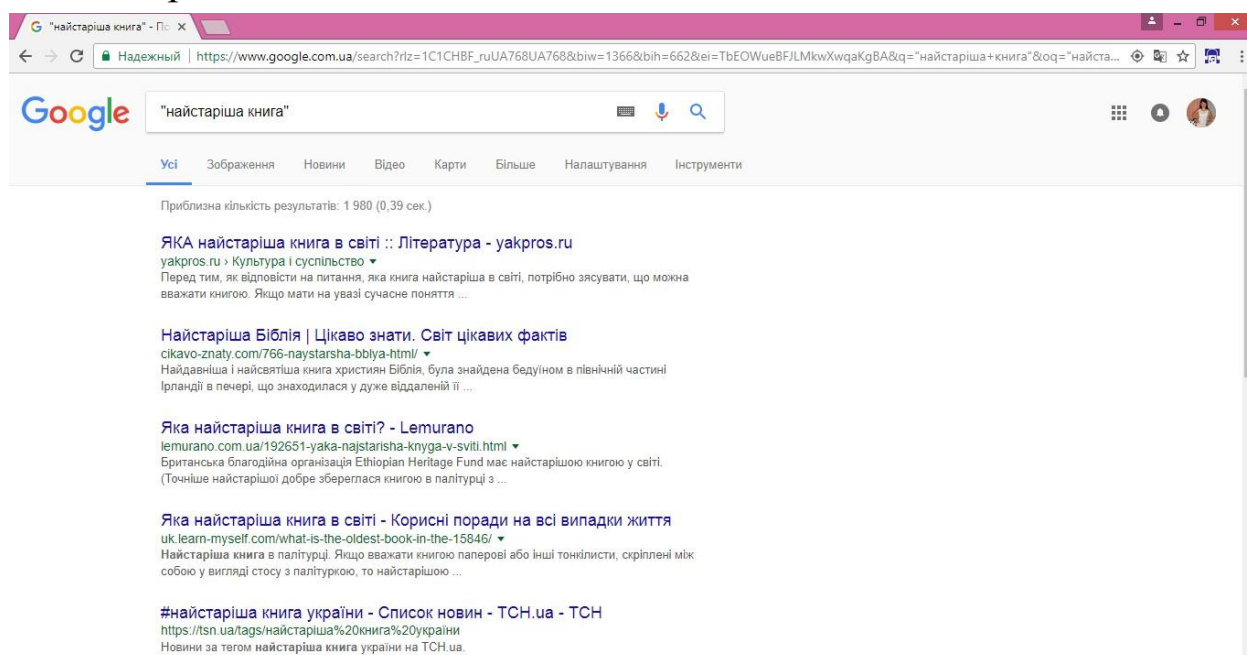 "найстаріша книга" - По
Надежный | https://www.google.com.ua/search?rlz=1C1CHBF_ruUA768UA768&biw=1366&bih=662&ei=TbEOWueBFJLMkwXwqaKgBA&q="найстаріша+книга"&oq="найста...
Google "найстаріша книга"
Усі Зображення Новини Відео Карти Більше Налаштування Інструменти
Приблизна кількість результатів: 1 980 (0,39 сек.)
ЯКА найстаріша книга в світі :: Література - yakpros.ru
yakpros.ru › Культура і суспільство
Перед тим, як відповісти на питання, яка книга найстаріша в світі, потрібно зясувати, що можна
вважати книгою. Якщо мати на увазі сучасне поняття ...
Найстаріша Біблія | Цікаво знати. Світ цікавих фактів
cikavo-znaty.com/766-naystarsha-bblya-html/
Найдавніша і найсвятіша книга християн Біблія, була знайдена бедуїном в північній частині
Ірландії в печері, що знаходилася у дуже віддаленій її ...
Яка найстаріша книга в світі? - Lemurano
lemurano.com.ua/192651-yaka-najstarisha-knyga-v-sviti.html
Британська благодійна організація Ethiopian Heritage Fund має найстарішою книгою у світі.
(Точніше найстарішої добре збереглася книгою в палітурці з ...
Яка найстаріша книга в світі - Корисні поради на всі випадки життя
uk.learn-myself.com/what-is-the-oldest-book-in-the-15846/
Найстаріша книга в палітурці. Якщо вважати книгою паперові або інші тонкілисти, скріплені між
собою у вигляді стосу з палітуркою, то найстарішою ...
#найстаріша книга україни - Список новин - ТСН.ua - ТСН
https://tsn.ua/tags/найстаріша%20книга%20україни
Новини за тегом найстаріша книга україни на ТСН.ua.